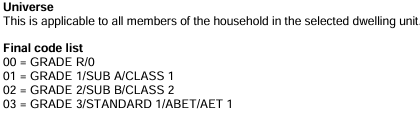 Universe
This is applicable to all members of the household in the selected dwelling unit.
Final code list
00 = GRADE R/0
01 = GRADE 1/SUB A/CLASS 1
02 = GRADE 2/SUB B/CLASS 2
03 = GRADE 3/STANDARD 1/ABET/AET 1